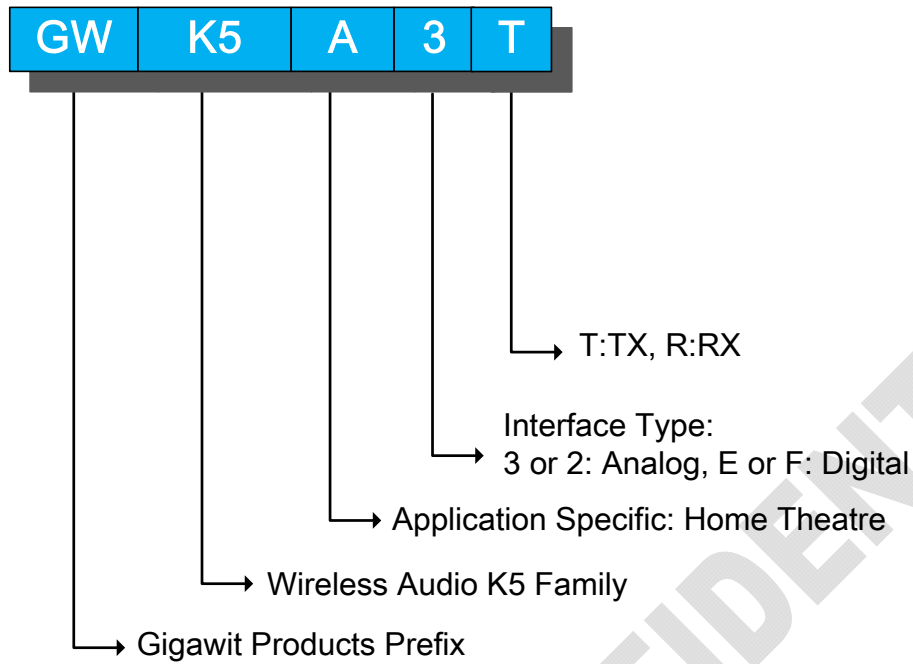 GW K5 A 3 T
T:TX, R:RX
Interface Type:
3 or 2: Analog, E or F: Digital
Application Specific: Home Theatre
Wireless Audio K5 Family
Gigawit Products Prefix